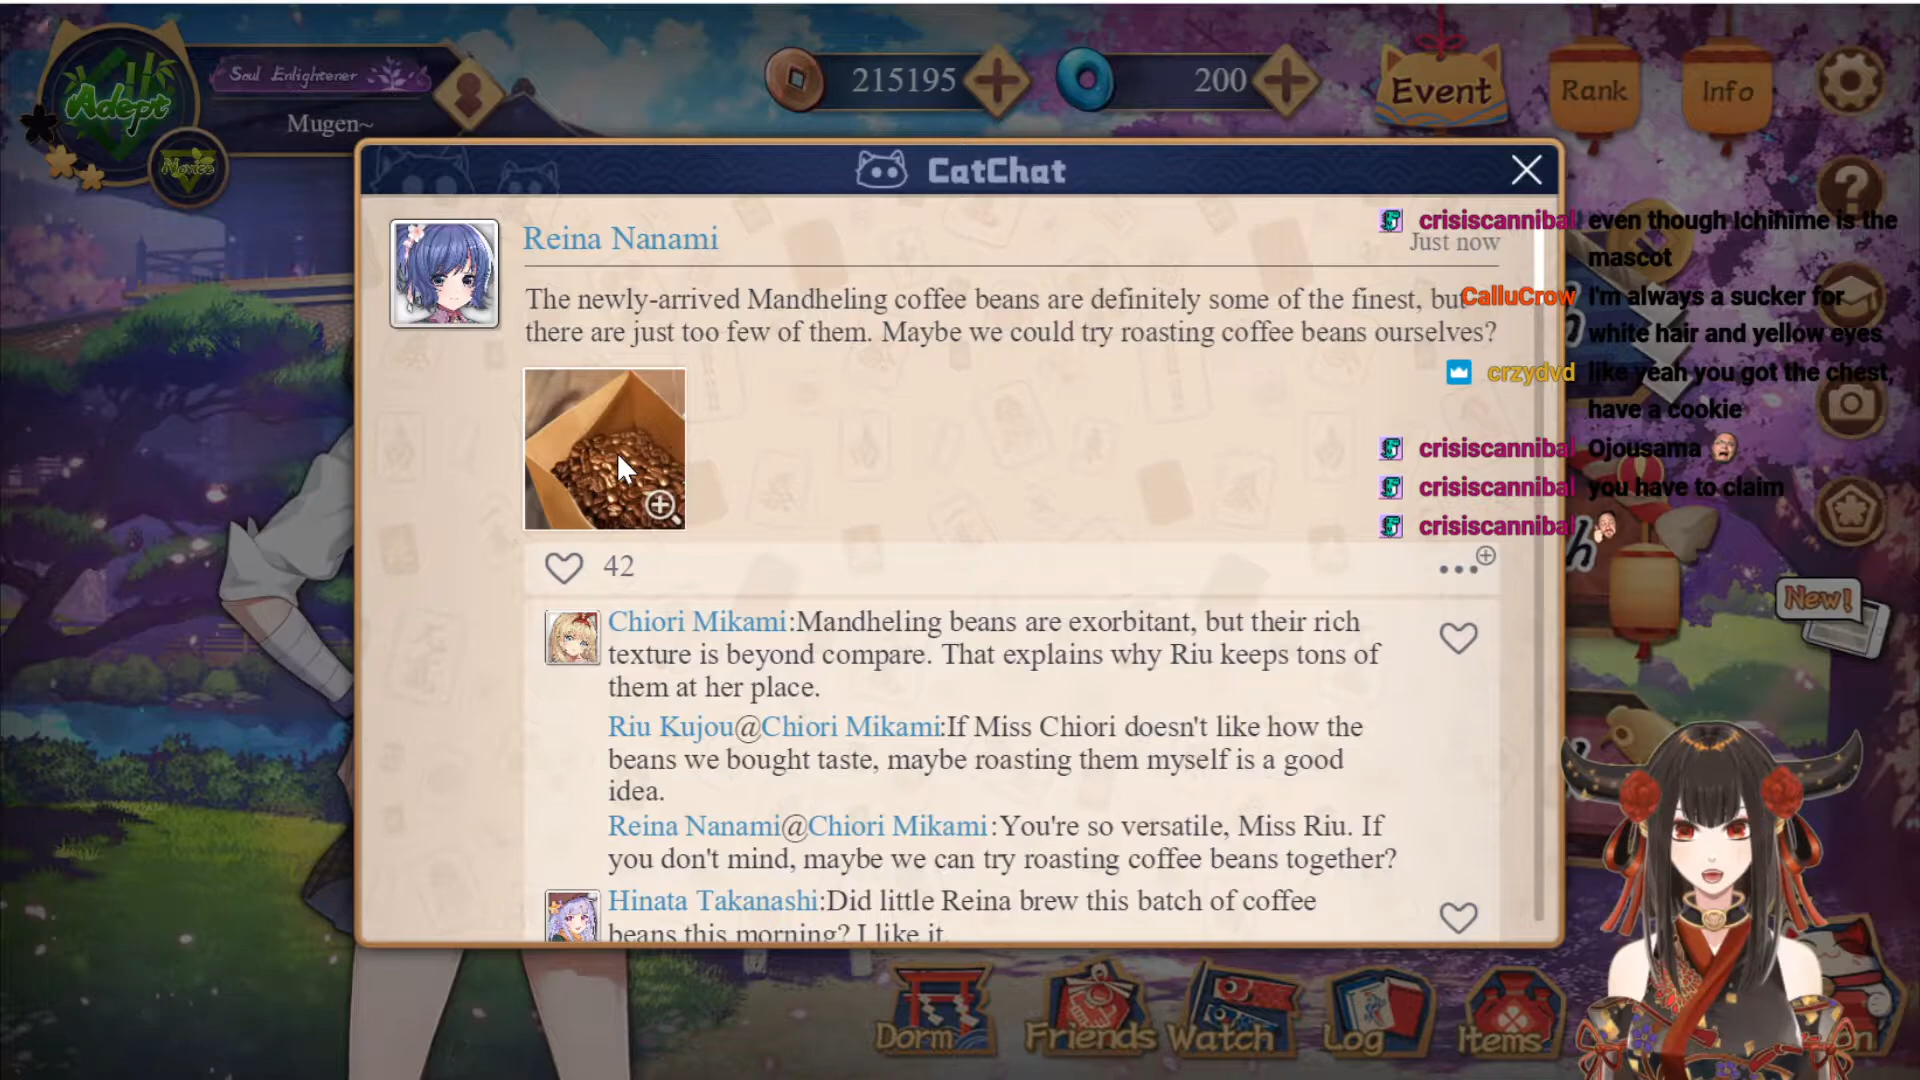 Adept
Soul Enlightener
Mugen~
Novice
215195
200
Event
Rank
Info
CatChat
Reina Nanami
Just now
The newly-arrived Mandheling coffee beans are definitely some of the finest, but
there are just too few of them. Maybe we could try roasting coffee beans ourselves?
42
Chiori Mikami:Mandheling beans are exorbitant, but their rich
texture is beyond compare. That explains why Riu keeps tons of
them at her place.
Riu Kujou@Chiori Mikami:If Miss Chiori doesn't like how the
beans we bought taste, maybe roasting them myself is a good
idea.
Reina Nanami@Chiori Mikami:You're so versatile, Miss Riu. If
you don't mind, maybe we can try roasting coffee beans together?
Hinata Takanashi:Did little Reina brew this batch of coffee
beans this morning? I like it.
crisiscannibal even though Ichihime is the
mascot
CalluCrow I'm always a sucker for
white hair and yellow eyes
crzydvd like yeah you got the chest,
have a cookie
crisiscannibal Ojousama
crisiscannibal you have to claim
crisiscannibal
New!
Dorm
Friends
Watch
Log
Items